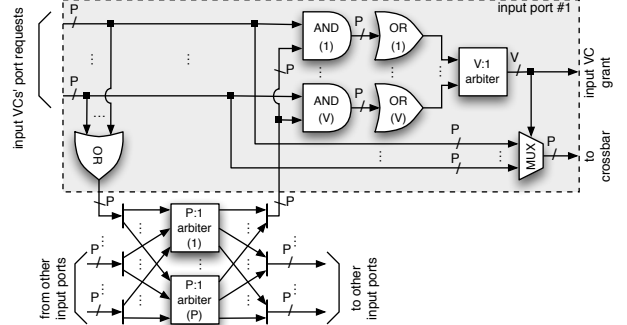 input port #1
P
AND
(1)
P
OR
(1)
input VCs' port requests
...
P
V:1
arbiter
V
input VC
grant
P
AND
(V)
P
OR
(V)
...
OR
P
P
MUX
P
to
crossbar
P
P
P:1
arbiter
(1)
P
P
from other
input ports
P
P:1
arbiter
(P)
P
to other
input ports